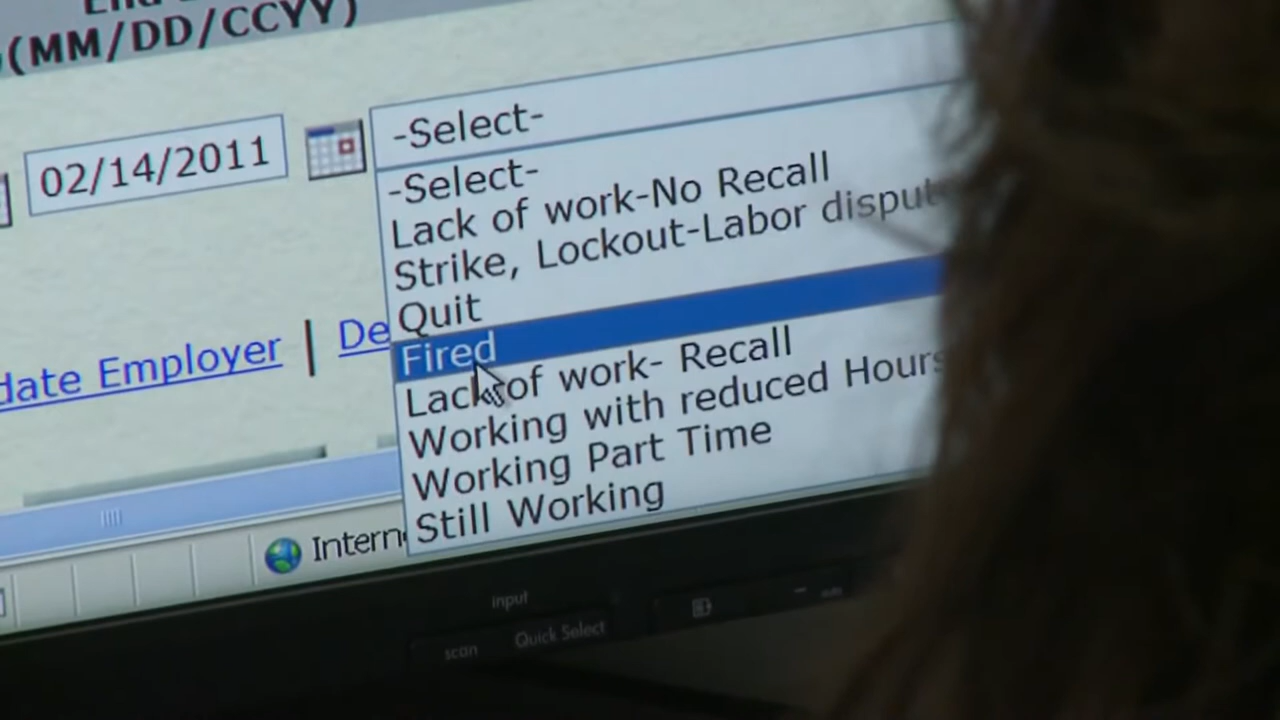 (MM/DD/CCYY)
02/14/2011
-Select-
-Select-
Lack of work-No Recall
Strike, Lockout-Labor disput
Quit
Fired
Lack of work- Recall
Working with reduced Hours
Working Part Time
Still Working
date Employer | De
Intern
input
scan Quick Select